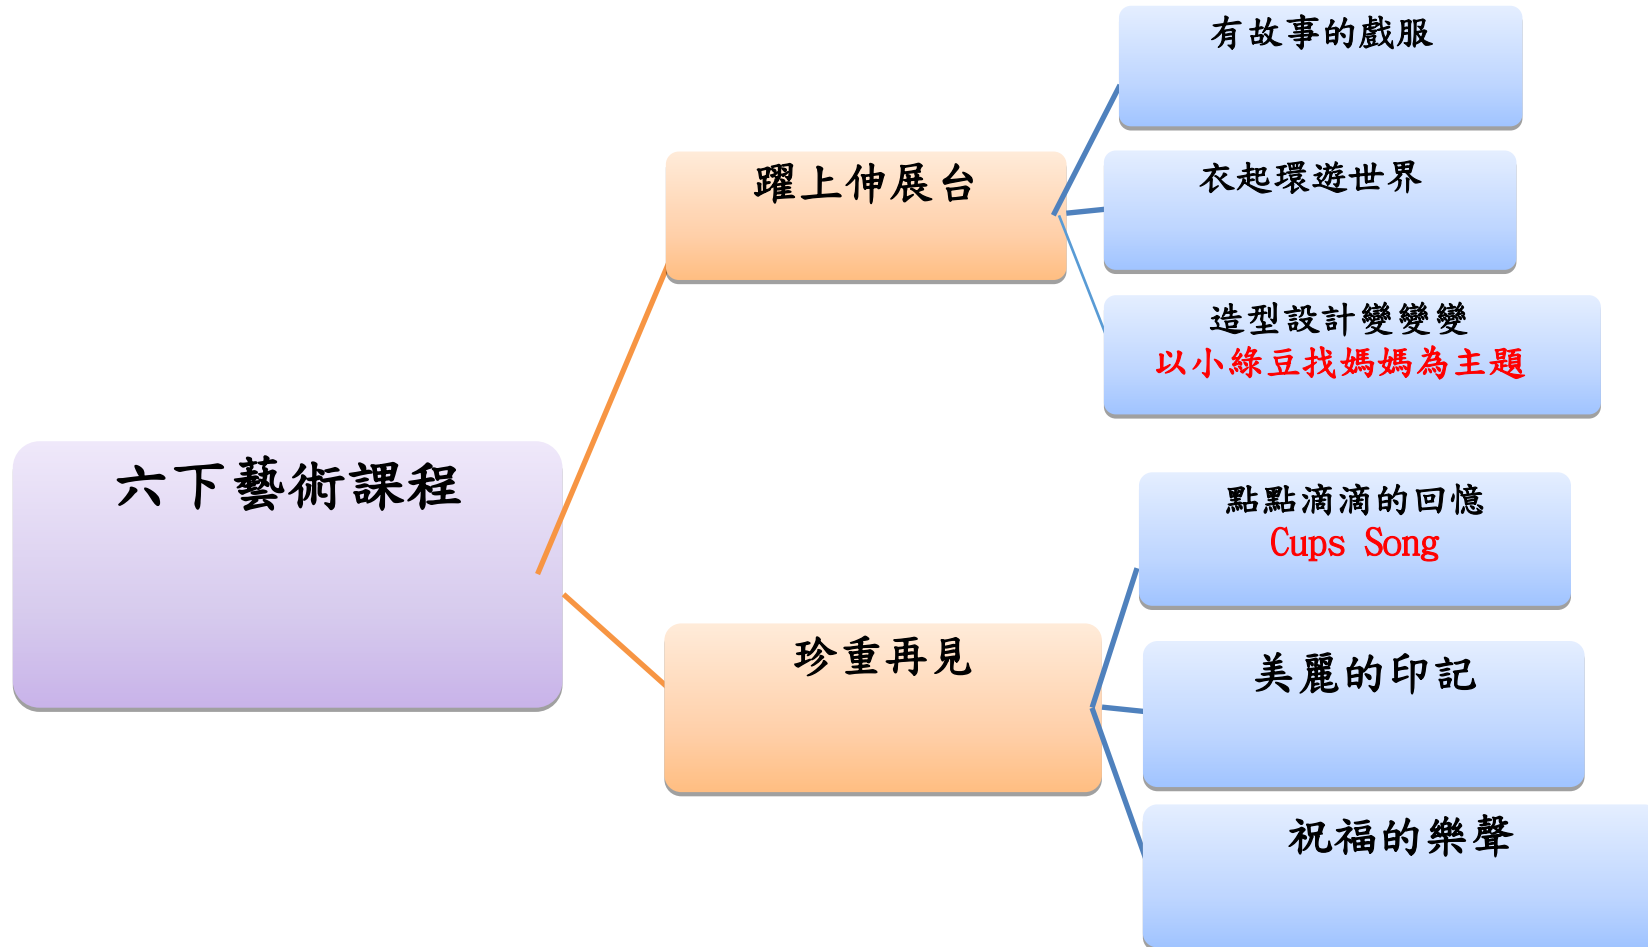 六下藝術課程
躍上伸展台
有故事的戲服
衣起環遊世界
造型設計變變變
以小綠豆找媽媽為主題
珍重再見
點點滴滴的回憶
Cups Song
美麗的印記
祝福的樂聲